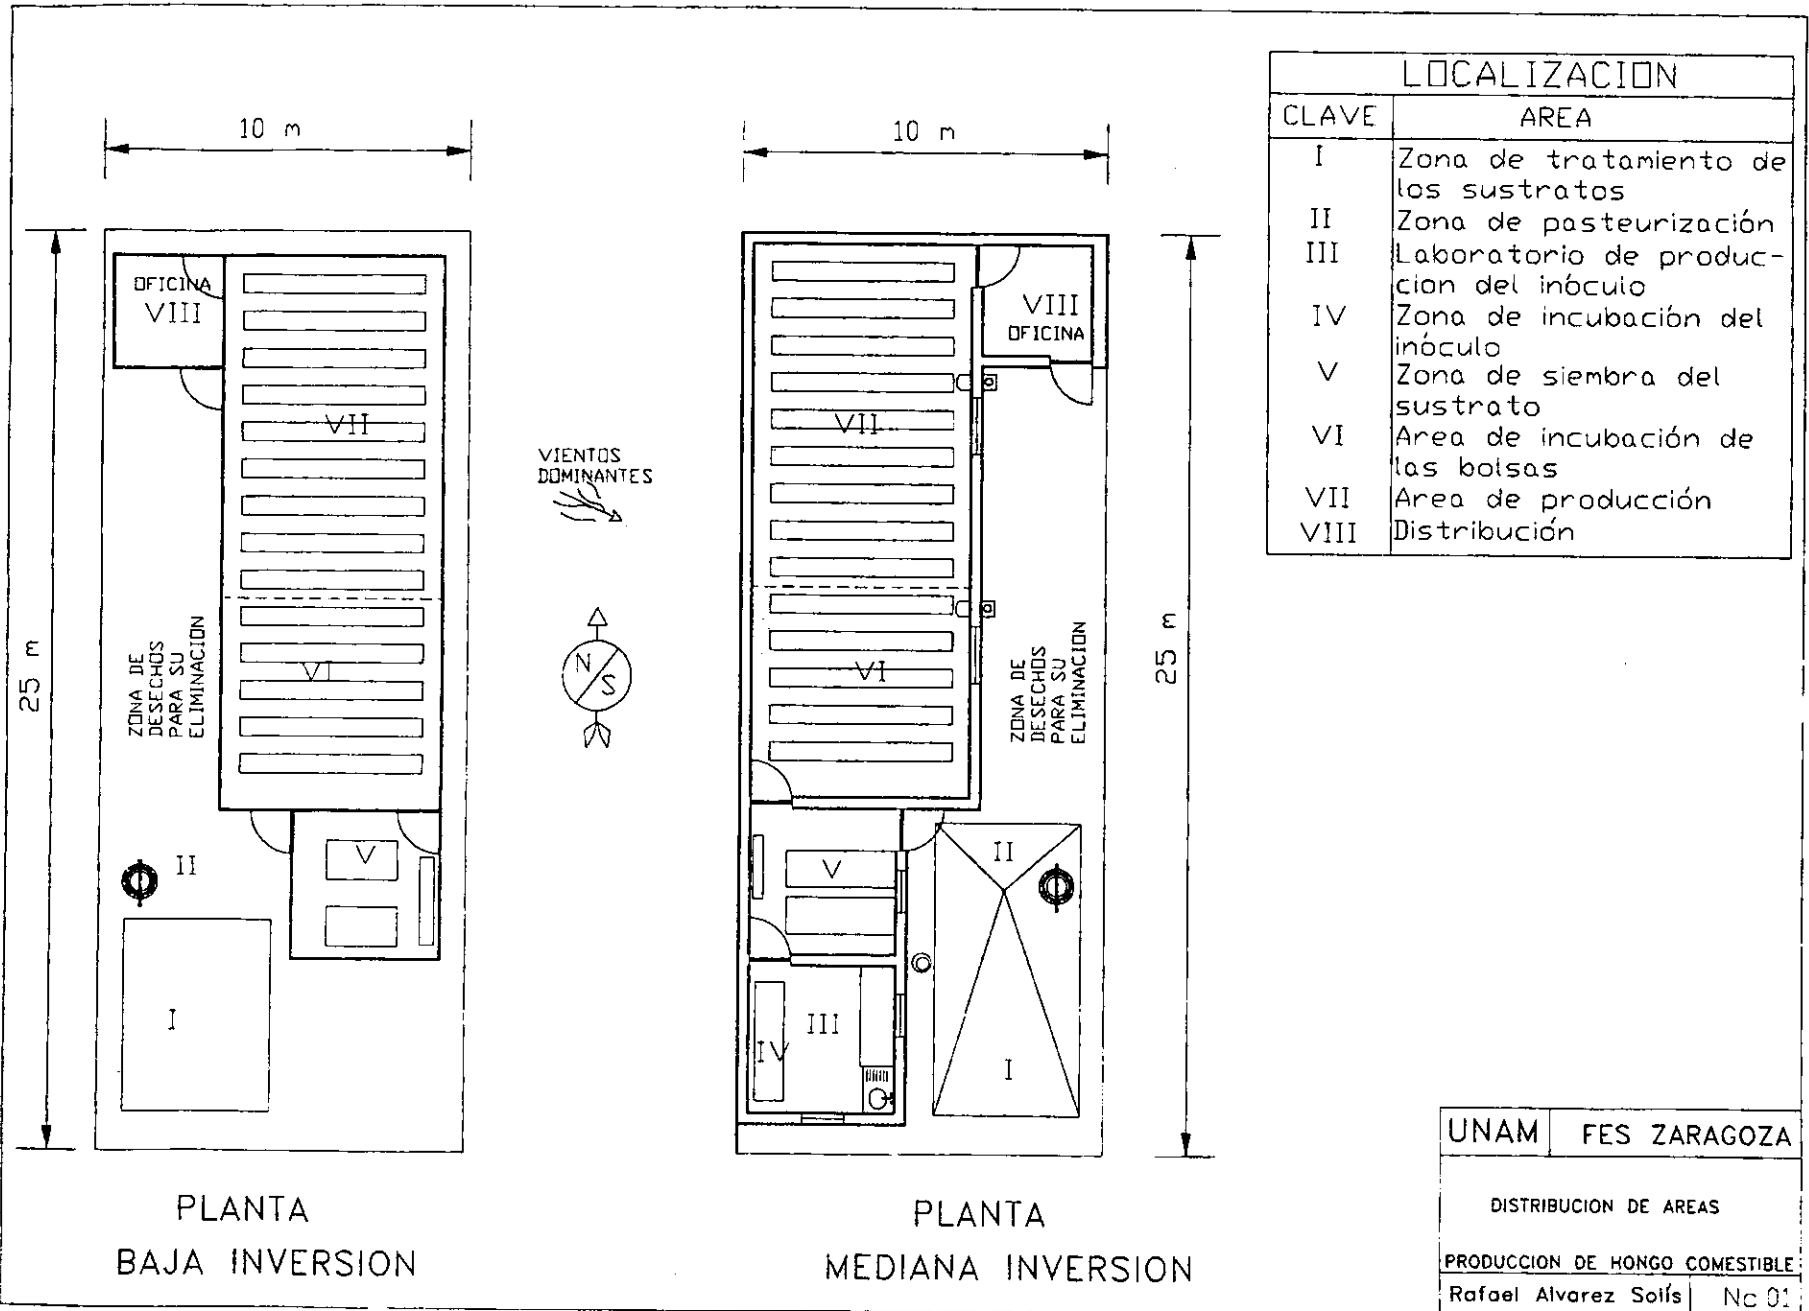 10 m
25 m
OFICINA
VIII
VII
VI
ZONA DE
DESECHOS
PARA SU
ELIMINACION
II
V
I
PLANTA
BAJA INVERSION
VIENTOS
DOMINANTES
N
S
10 m
25 m
VIII
OFICINA
VII
VI
ZONA DE
DESECHOS
PARA SU
ELIMINACION
V
II
III
IV
I
PLANTA
MEDIANA INVERSION
LOCALIZACION
CLAVE AREA
I Zona de tratamiento de
los sustratos
II Zona de pasteurización
III Laboratorio de produc-
cion del inóculo
IV Zona de incubación del
inóculo
V Zona de siembra del
sustrato
VI Area de incubación de
las bolsas
VII Area de producción
VIII Distribución
UNAM FES ZARAGOZA
DISTRIBUCION DE AREAS
PRODUCCION DE HONGO COMESTIBLE
Rafael Alvarez Solís Nc 01